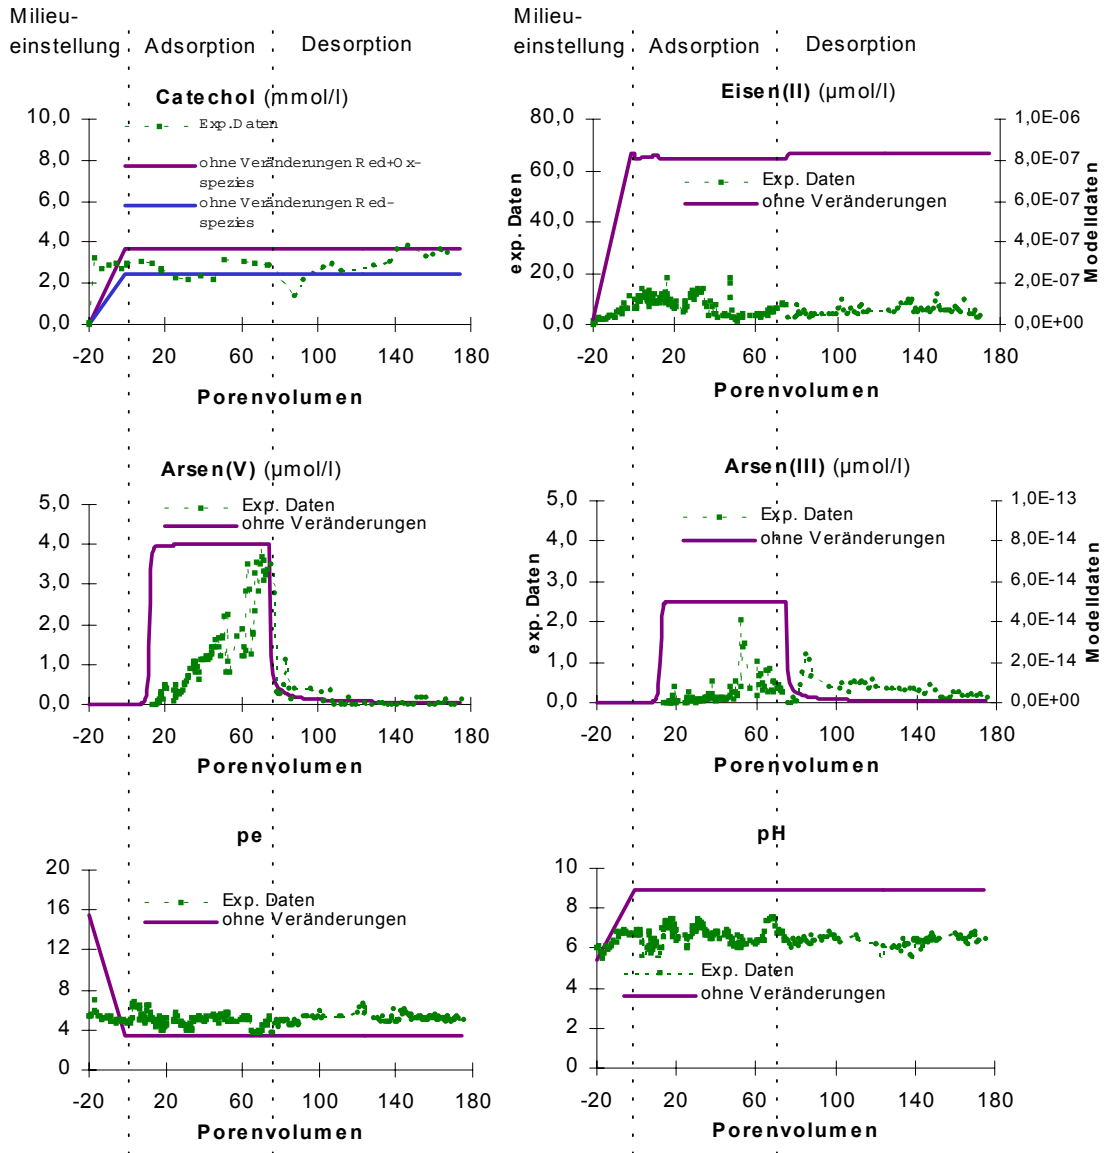 Milieu-
einstellung
Adsorption
Desorption
Milieu-
einstellung
Adsorption
Desorption
Catechol (mmol/l)
10,0
8,0
6,0
4,0
2,0
0,0
Exp.Daten
ohne Veränderungen Red+Ox-
spezies
ohne Veränderungen Red-
spezies
-20 20 60 100 140 180
Porenvolumen
Eisen(II) (µmol/l)
exp. Daten
80,0
60,0
40,0
20,0
0,0
Exp. Daten
ohne Veränderungen
1,0E-06
8,0E-07
6,0E-07
4,0E-07
2,0E-07
0,0E+00
Modelldaten
-20 20 60 100 140 180
Porenvolumen
Arsen(V) (µmol/l)
5,0
4,0
3,0
2,0
1,0
0,0
Exp. Daten
ohne Veränderungen
-20 20 60 100 140 180
Porenvolumen
Arsen(III) (µmol/l)
exp. Daten
5,0
4,0
3,0
2,0
1,0
0,0
Exp. Daten
ohne Veränderungen
1,0E-13
8,0E-14
6,0E-14
4,0E-14
2,0E-14
0,0E+00
Modelldaten
-20 20 60 100 140 180
Porenvolumen
pe
20
16
12
8
4
0
Exp. Daten
ohne Veränderungen
-20 20 60 100 140 180
Porenvolumen
pH
10
8
6
4
2
0
Exp. Daten
ohne Veränderungen
-20 20 60 100 140 180
Porenvolumen